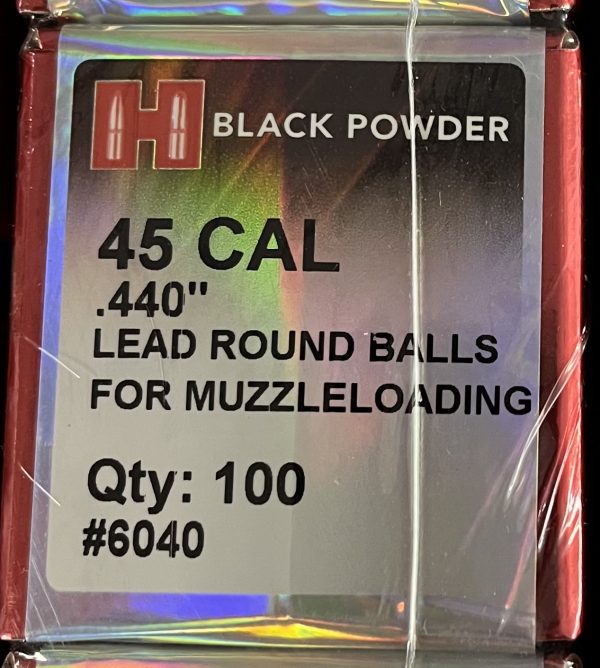 H BLACK POWDER
45 CAL
.440"
LEAD ROUND BALLS
FOR MUZZLELOADING
Qty: 100
#6040